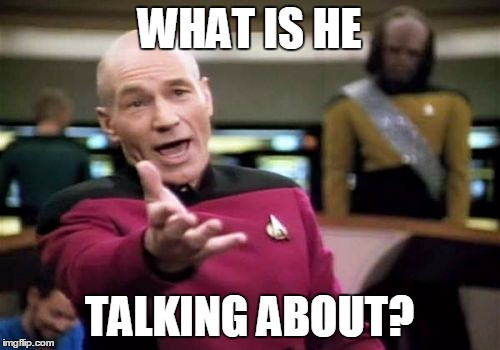 WHAT IS HE
TALKING ABOUT?
imgflip.com